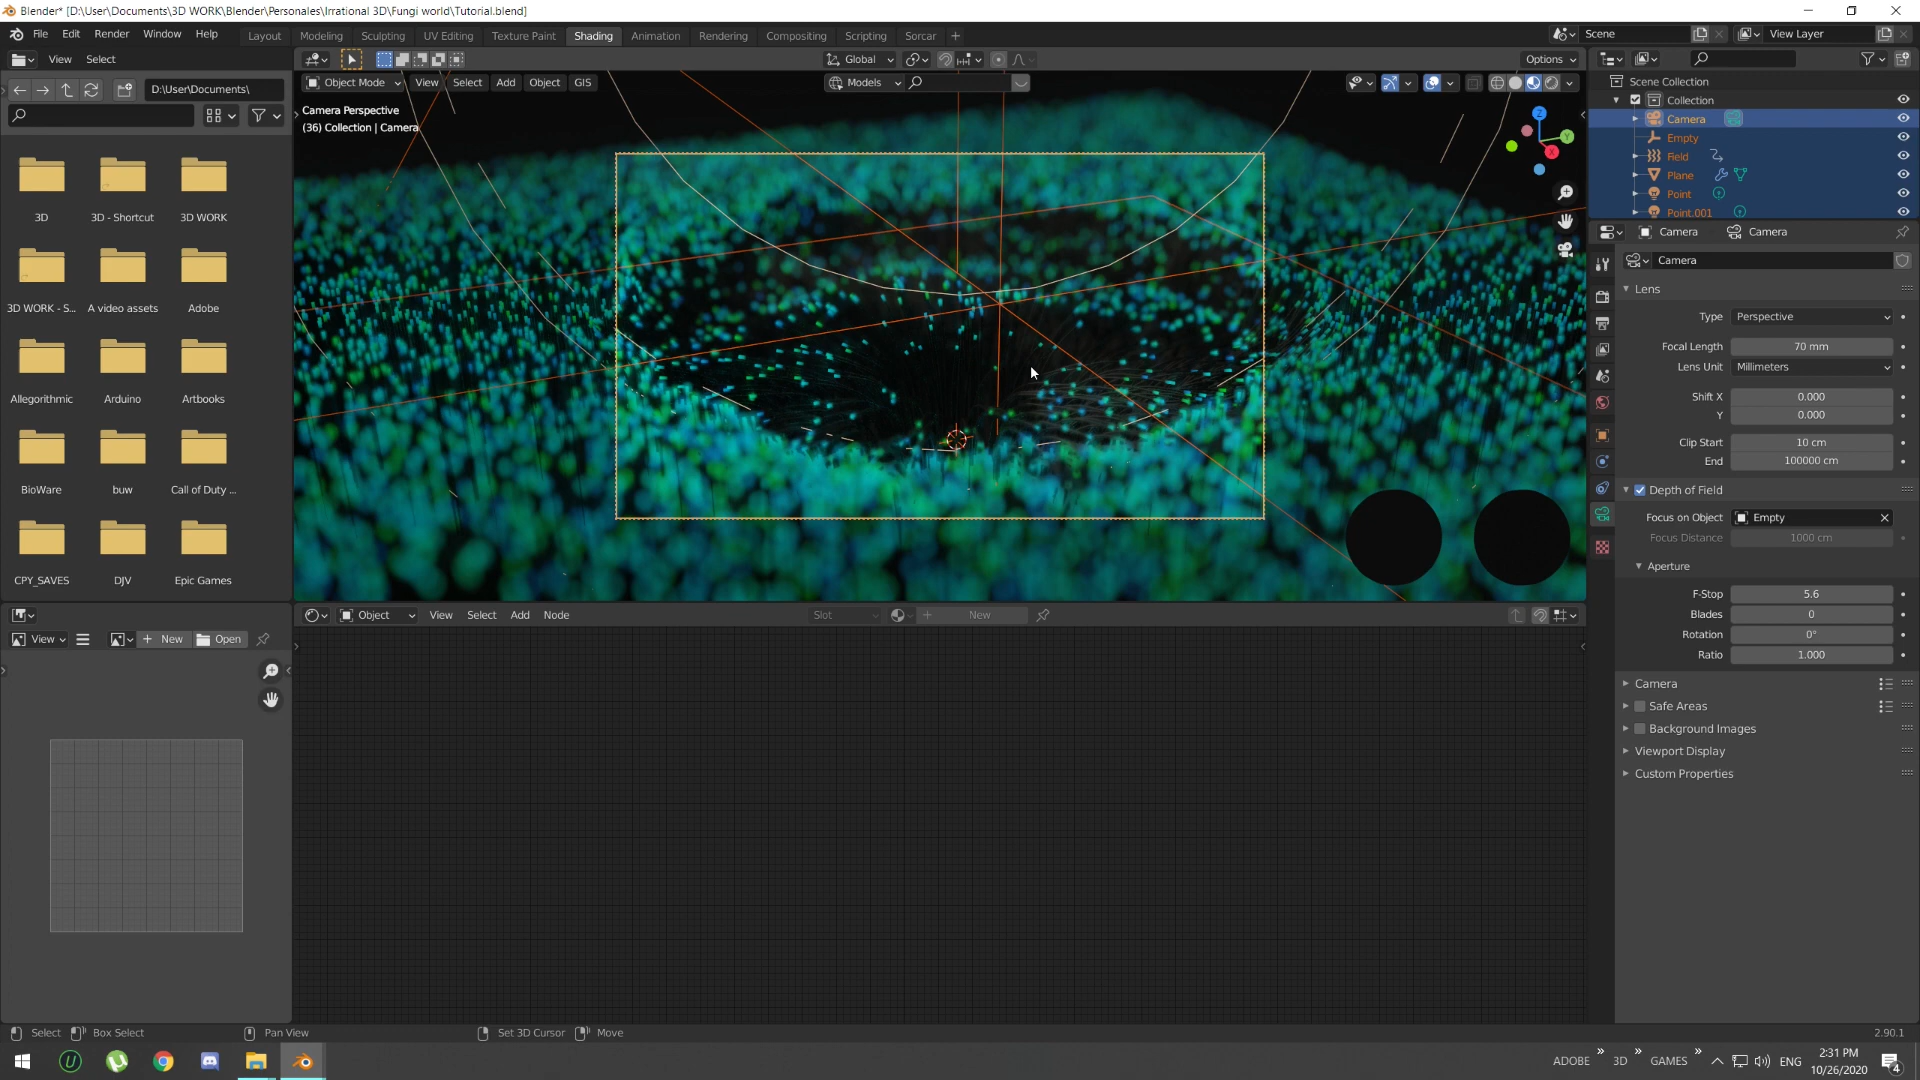 Blender* [D:\User\Documents\3D WORK\Blender\Personales\Irrational 3D\Fungi world\Tutorial.blend]
File Edit Render Window Help Layout Modeling Sculpting UV Editing Texture Paint Shading Animation Rendering Compositing Scripting Sorcar Scene View Layer
View Select Global Options
D:\User\Documents\ Object Mode View Select Add Object GIS Models
Scene Collection
Collection
Camera
Empty
Field
Plane
Point
Point.001
Camera Perspective
(36) Collection | Camera
3D 3D - Shortcut 3D WORK
3D WORK - S... A video assets Adobe
Allegorithmic Arduino Artbooks
BioWare buw Call of Duty ...
CPY_SAVES DJV Epic Games
Camera Camera
Camera
Lens
Type Perspective
Focal Length 70 mm
Lens Unit Millimeters
Shift X 0.000
Y 0.000
Clip Start 10 cm
End 100000 cm
Depth of Field
Focus on Object Empty
Focus Distance 1000 cm
Aperture
F-Stop 5.6
Blades 0
Rotation 0°
Ratio 1.000
Camera
Safe Areas
Background Images
Viewport Display
Custom Properties
Object View Select Add Node Slot New
View New Open
Select Box Select Pan View Set 3D Cursor Move 2.90.1
ADOBE 3D GAMES ENG 2:31 PM
10/26/2020 4